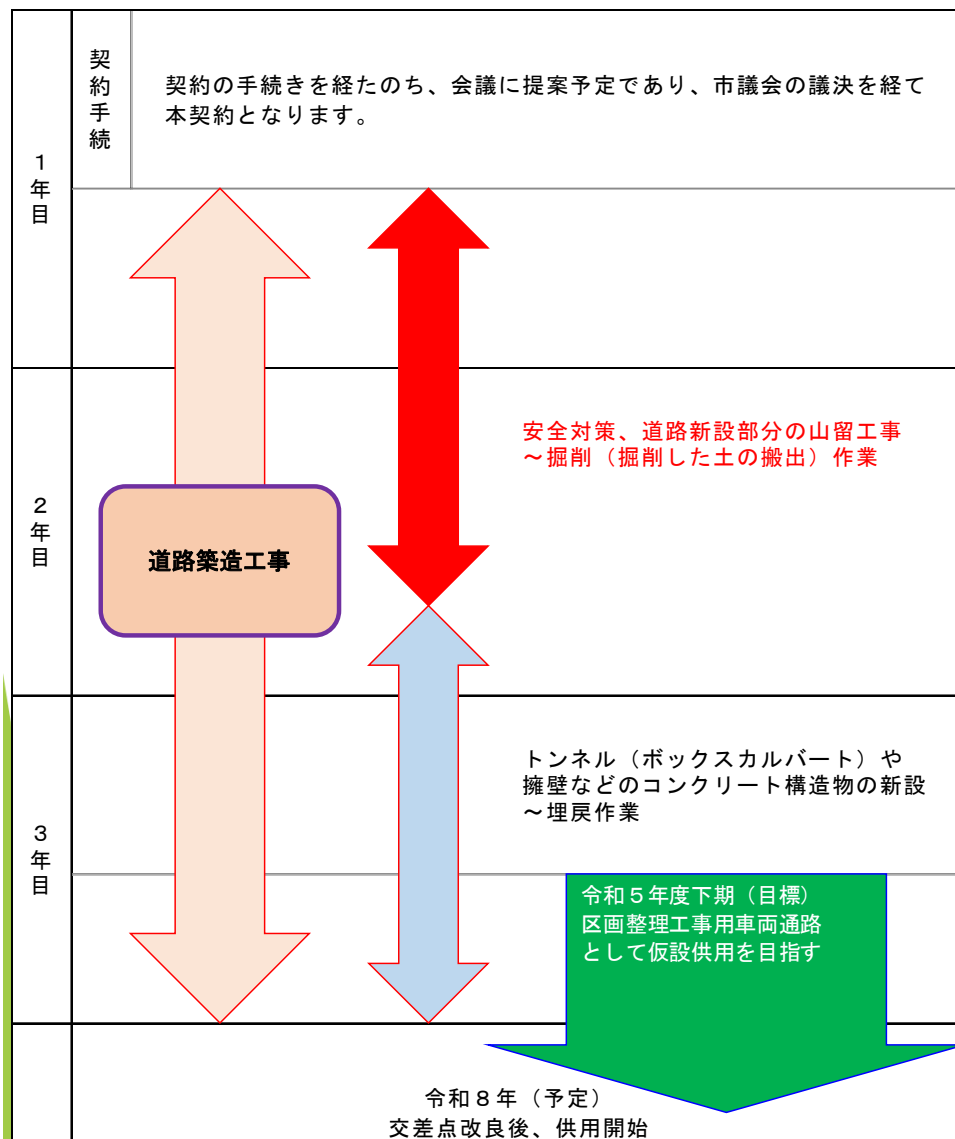 1年目
契約手続
契約の手続きを経たのち、会議に提案予定であり、市議会の議決を経て
本契約となります。
2年目
安全対策、道路新設部分の山留工事
～掘削（掘削した土の搬出）作業
道路築造工事
3年目
トンネル（ボックスカルバート）や
擁壁などのコンクリート構造物の新設
～埋戻作業
令和５年度下期（目標）
区画整理工事用車両通路
として仮設供用を目指す
令和８年（予定）
交差点改良後、供用開始